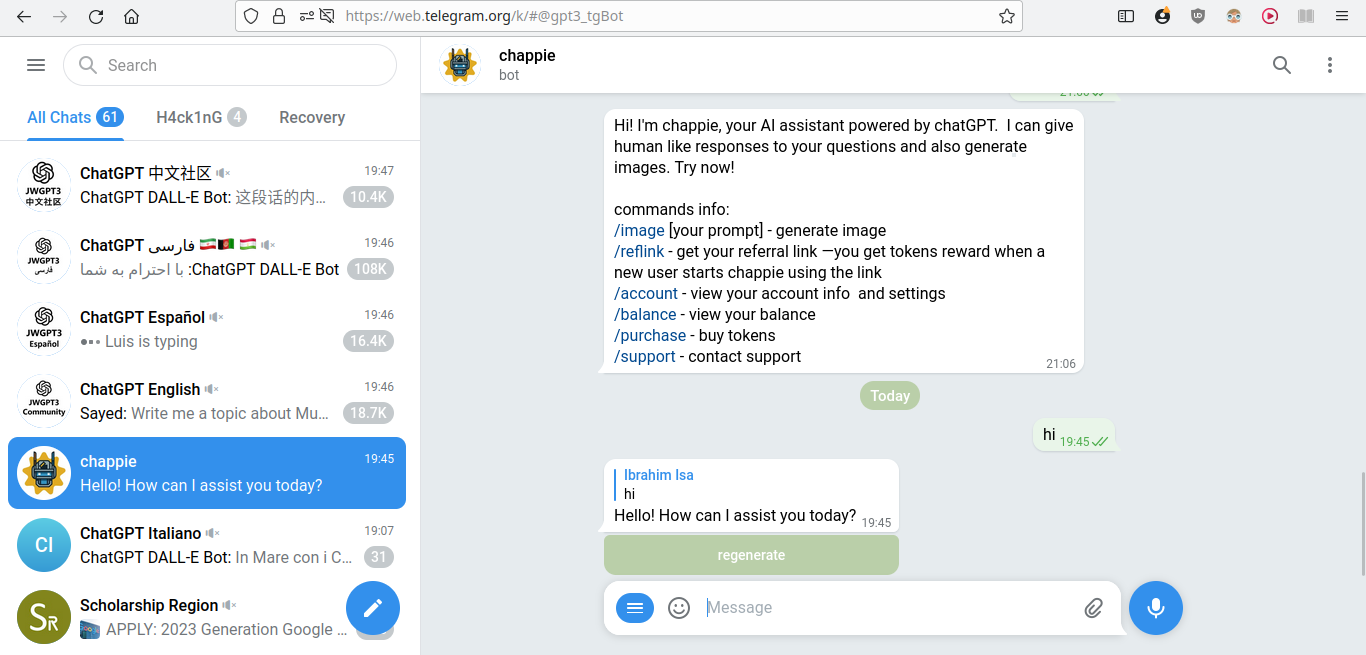 https://web.telegram.org/k/#@gpt3_tgBot
Search
All Chats 61
H4ck1nG 4
Recovery
JWGPT3
中文社区
ChatGPT 中文社区
19:47
ChatGPT DALL-E Bot: 这段话的内...
10.4K
JWGPT3
فارسی
ChatGPT فارسی 🇮🇷🇦🇫🇹🇯
19:46
ChatGPT DALL-E Bot: با احترام به شما
108K
JWGPT3
Español
ChatGPT Español
19:46
Luis is typing
16.4K
JWGPT3
Community
ChatGPT English
19:46
Sayed: Write me a topic about Mu...
18.7K
chappie
19:45
Hello! How can I assist you today?
CI
ChatGPT Italiano
19:07
ChatGPT DALL-E Bot: In Mare con i C...
31
SR
Scholarship Region
APPLY: 2023 Generation Google ...
chappie
bot
Hi! I'm chappie, your AI assistant powered by chatGPT.  I can give
human like responses to your questions and also generate
images. Try now!
commands info:
/image [your prompt] - generate image
/reflink - get your referral link —you get tokens reward when a
new user starts chappie using the link
/account - view your account info  and settings
/balance - view your balance
/purchase - buy tokens
/support - contact support
21:06
Today
hi 19:45
Ibrahim Isa
hi
Hello! How can I assist you today? 19:45
regenerate
Message